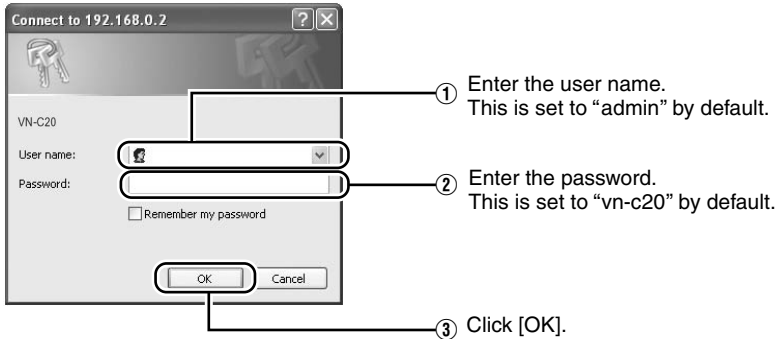 Connect to 192.168.0.2
VN-C20
User name:
Password:
Remember my password
OK
Cancel
① Enter the user name.
This is set to “admin” by default.
② Enter the password.
This is set to “vn-c20” by default.
③ Click [OK].